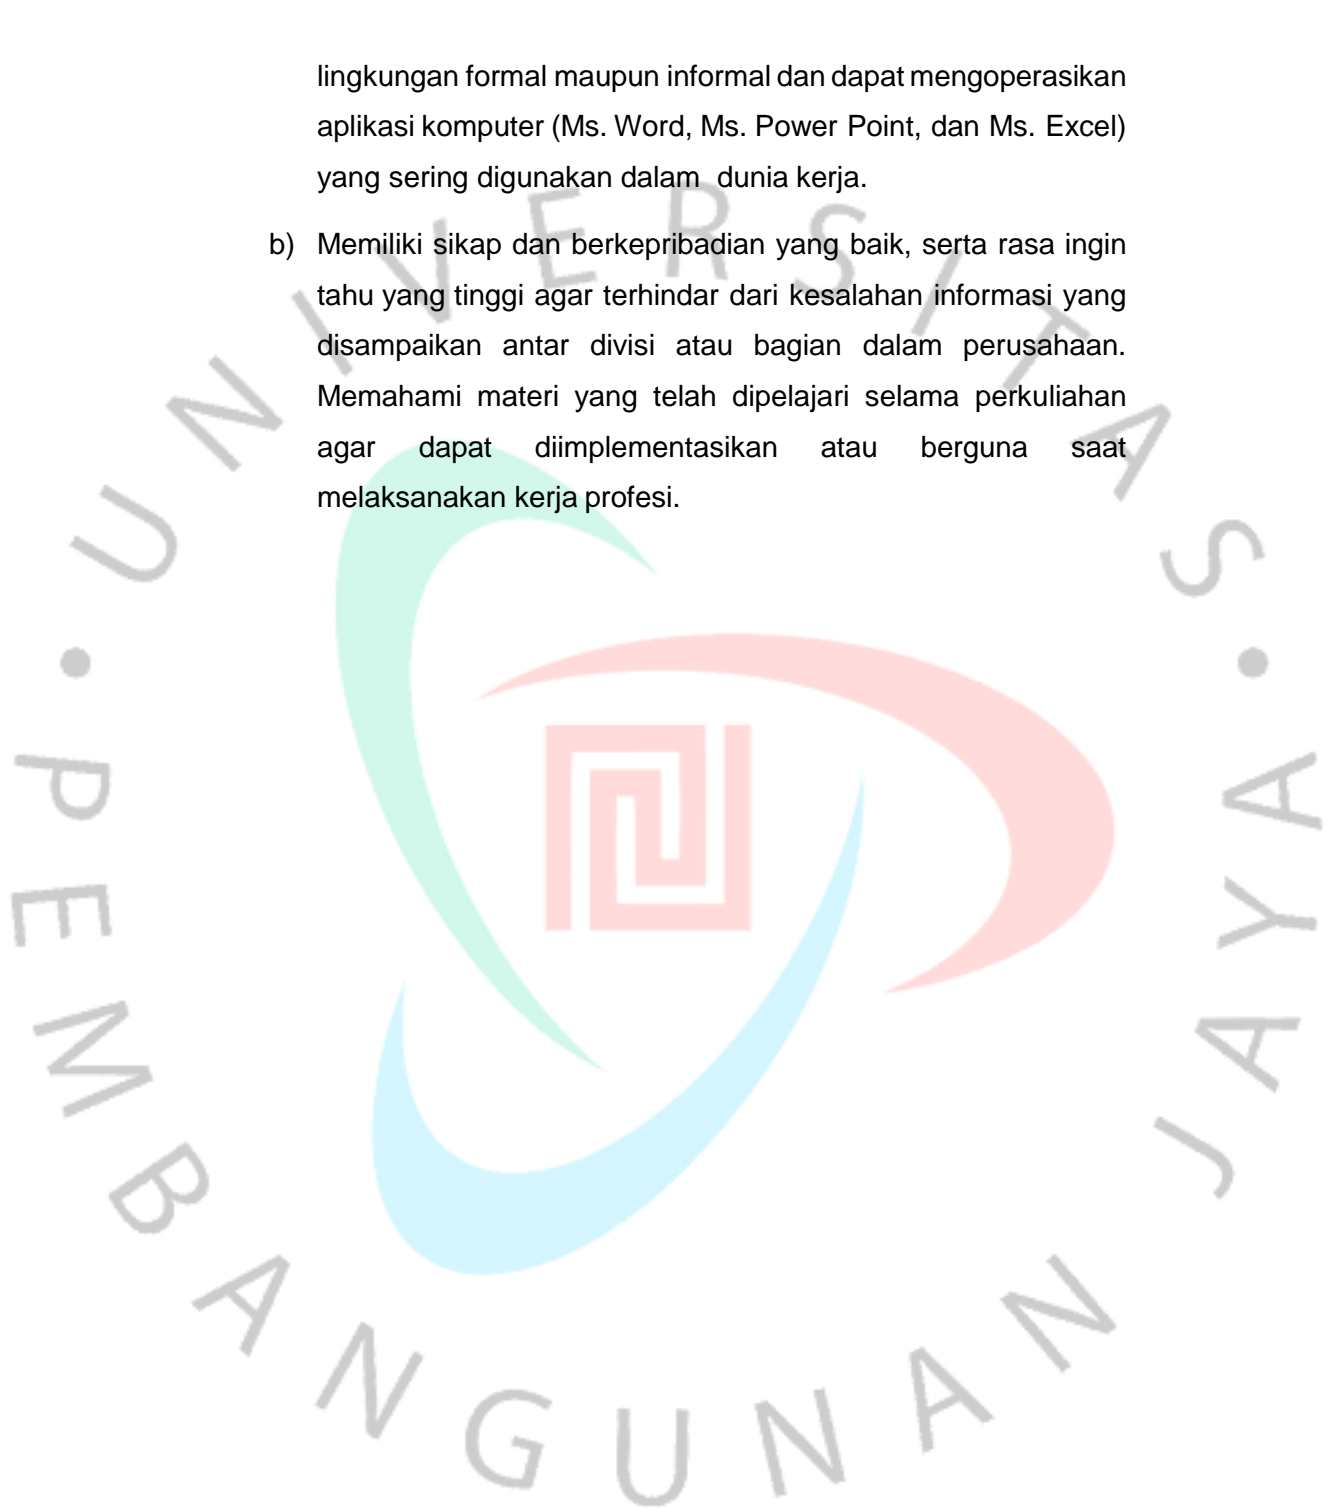 lingkungan formal maupun informal dan dapat mengoperasikan
aplikasi komputer (Ms. Word, Ms. Power Point, dan Ms. Excel)
yang sering digunakan dalam dunia kerja.
b) Memiliki sikap dan berkepribadian yang baik, serta rasa ingin
tahu yang tinggi agar terhindar dari kesalahan informasi yang
disampaikan antar divisi atau bagian dalam perusahaan.
Memahami materi yang telah dipelajari selama perkuliahan
agar dapat diimplementasikan atau berguna saat
melaksanakan kerja profesi.
UNIVERSITAS • PEMBANGUNAN JAYA •